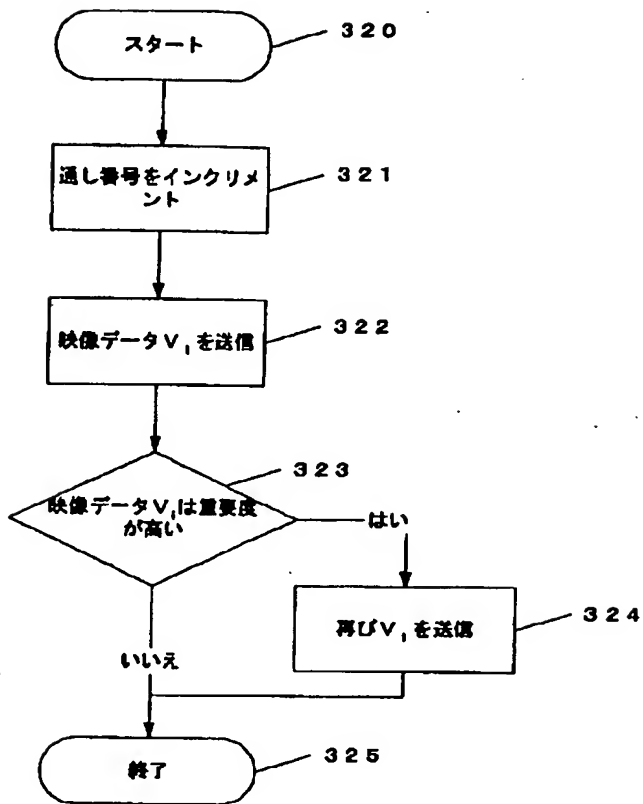 スタート
320
通し番号をインクリメ
ント
321
映像データV₁を送信
322
323
映像データV₁は重要度
が高い
はい
再びV₁を送信
324
いいえ
終了
325